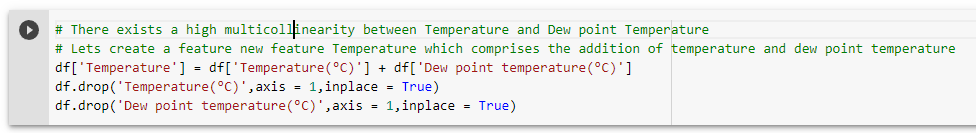 # There exists a high multicollinearity between Temperature and Dew point Temperature
# Lets create a feature new feature Temperature which comprises the addition of temperature and dew point temperature
df['Temperature'] = df['Temperature(°C)'] + df['Dew point temperature(°C)']
df.drop('Temperature(°C)',axis = 1,inplace = True)
df.drop('Dew point temperature(°C)',axis = 1,inplace = True)